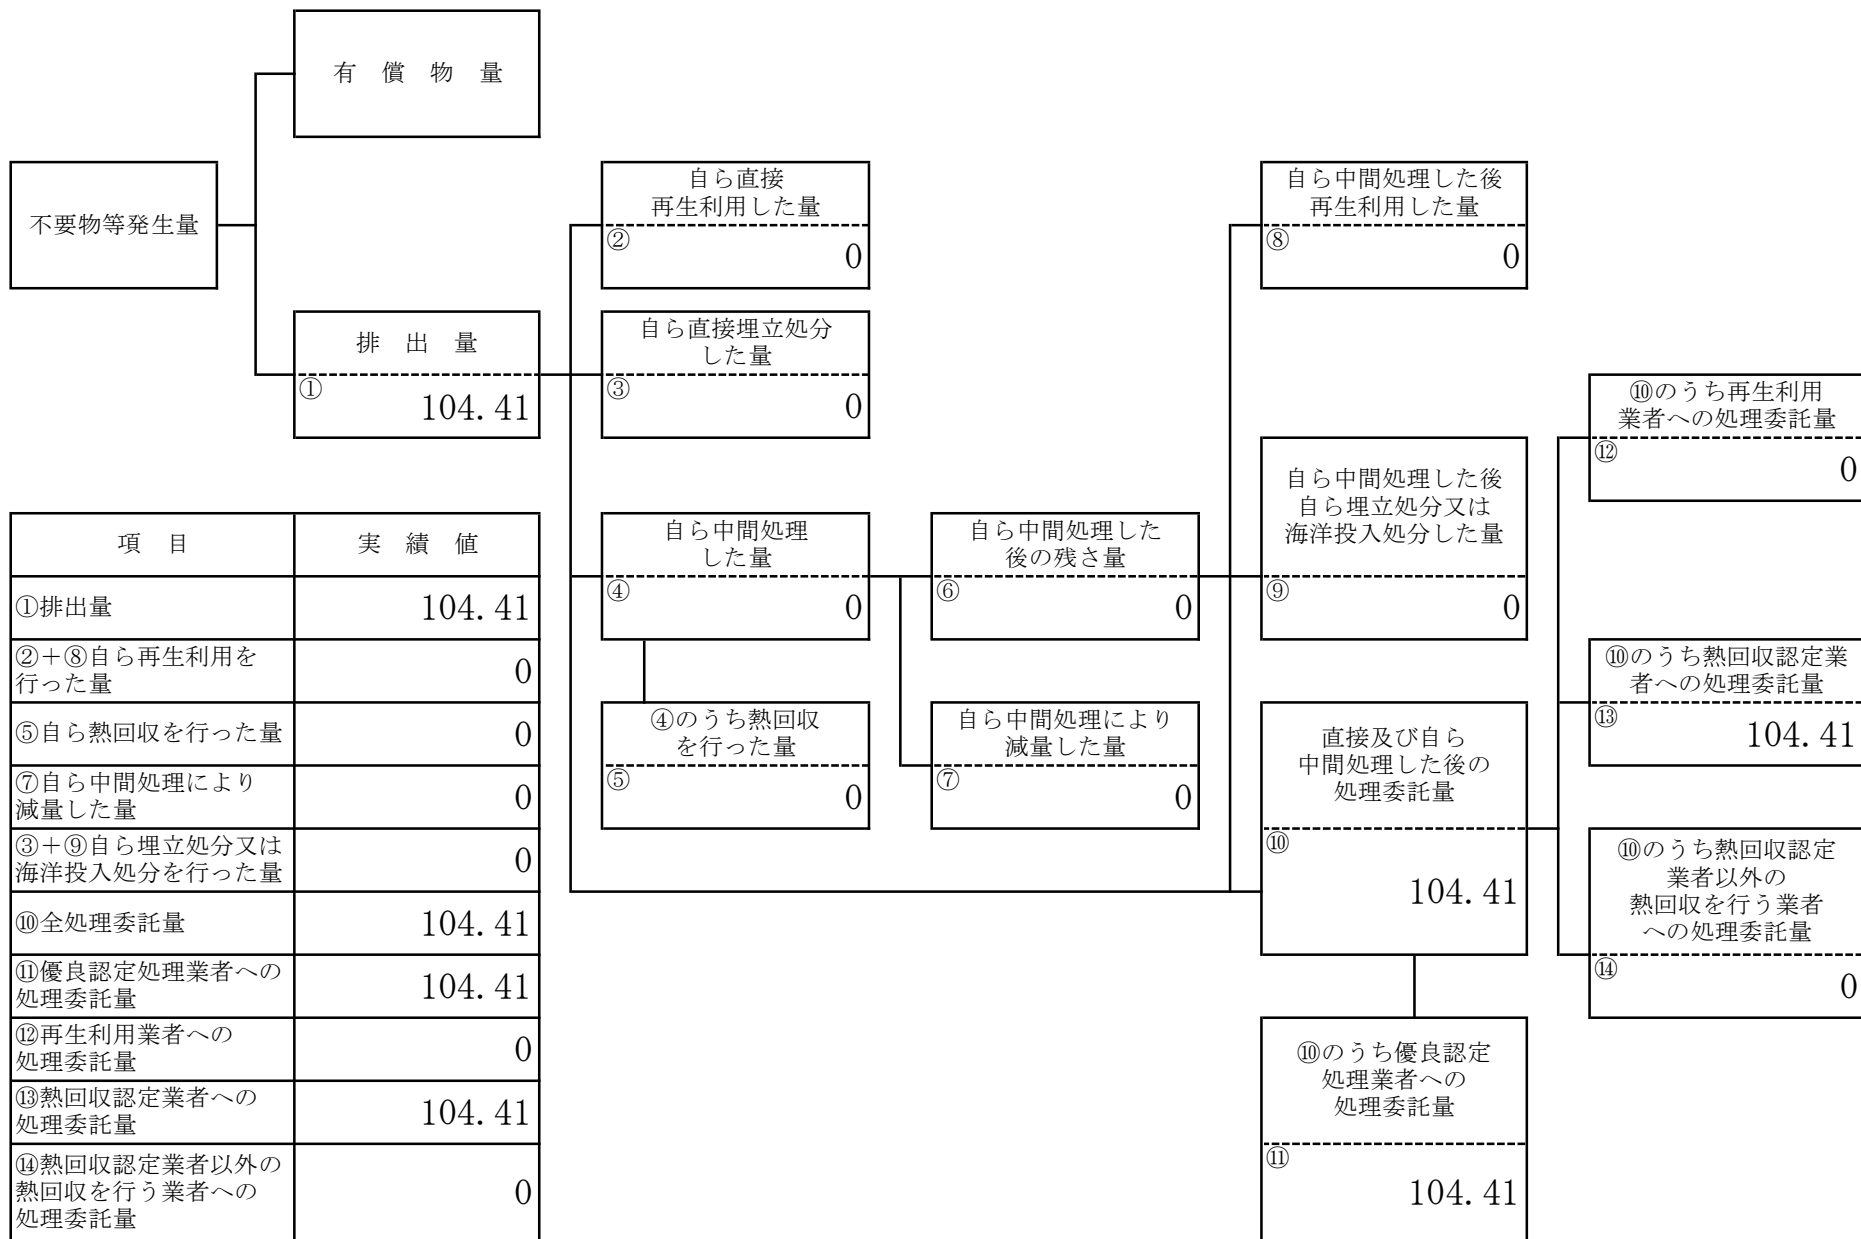 有　償　物　量
不要物等発生量
排　出　量
①
104.41
自ら直接
再生利用した量
②
0
自ら直接埋立処分
した量
③
0
自ら中間処理
した量
④
0
④のうち熱回収
を行った量
⑤
0
自ら中間処理した
後の残さ量
⑥
0
自ら中間処理により
減量した量
⑦
0
自ら中間処理した後
再生利用した量
⑧
0
自ら中間処理した後
自ら埋立処分又は
海洋投入処分した量
⑨
0
直接及び自ら
中間処理した後の
処理委託量
⑩
104.41
⑩のうち優良認定
処理業者への
処理委託量
⑪
104.41
⑩のうち再生利用
業者への処理委託量
⑫
0
⑩のうち熱回収認定業
者への処理委託量
⑬
104.41
⑩のうち熱回収認定
業者以外の
熱回収を行う業者
への処理委託量
⑭
0
項　目　実　績　値
①排出量　104.41
②＋⑧自ら再生利用を
行った量　0
⑤自ら熱回収を行った量　0
⑦自ら中間処理により
減量した量　0
③＋⑨自ら埋立処分又は
海洋投入処分を行った量　0
⑩全処理委託量　104.41
⑪優良認定処理業者への
処理委託量　104.41
⑫再生利用業者への
処理委託量　0
⑬熱回収認定業者への
処理委託量　104.41
⑭熱回収認定業者以外の
熱回収を行う業者への
処理委託量　0